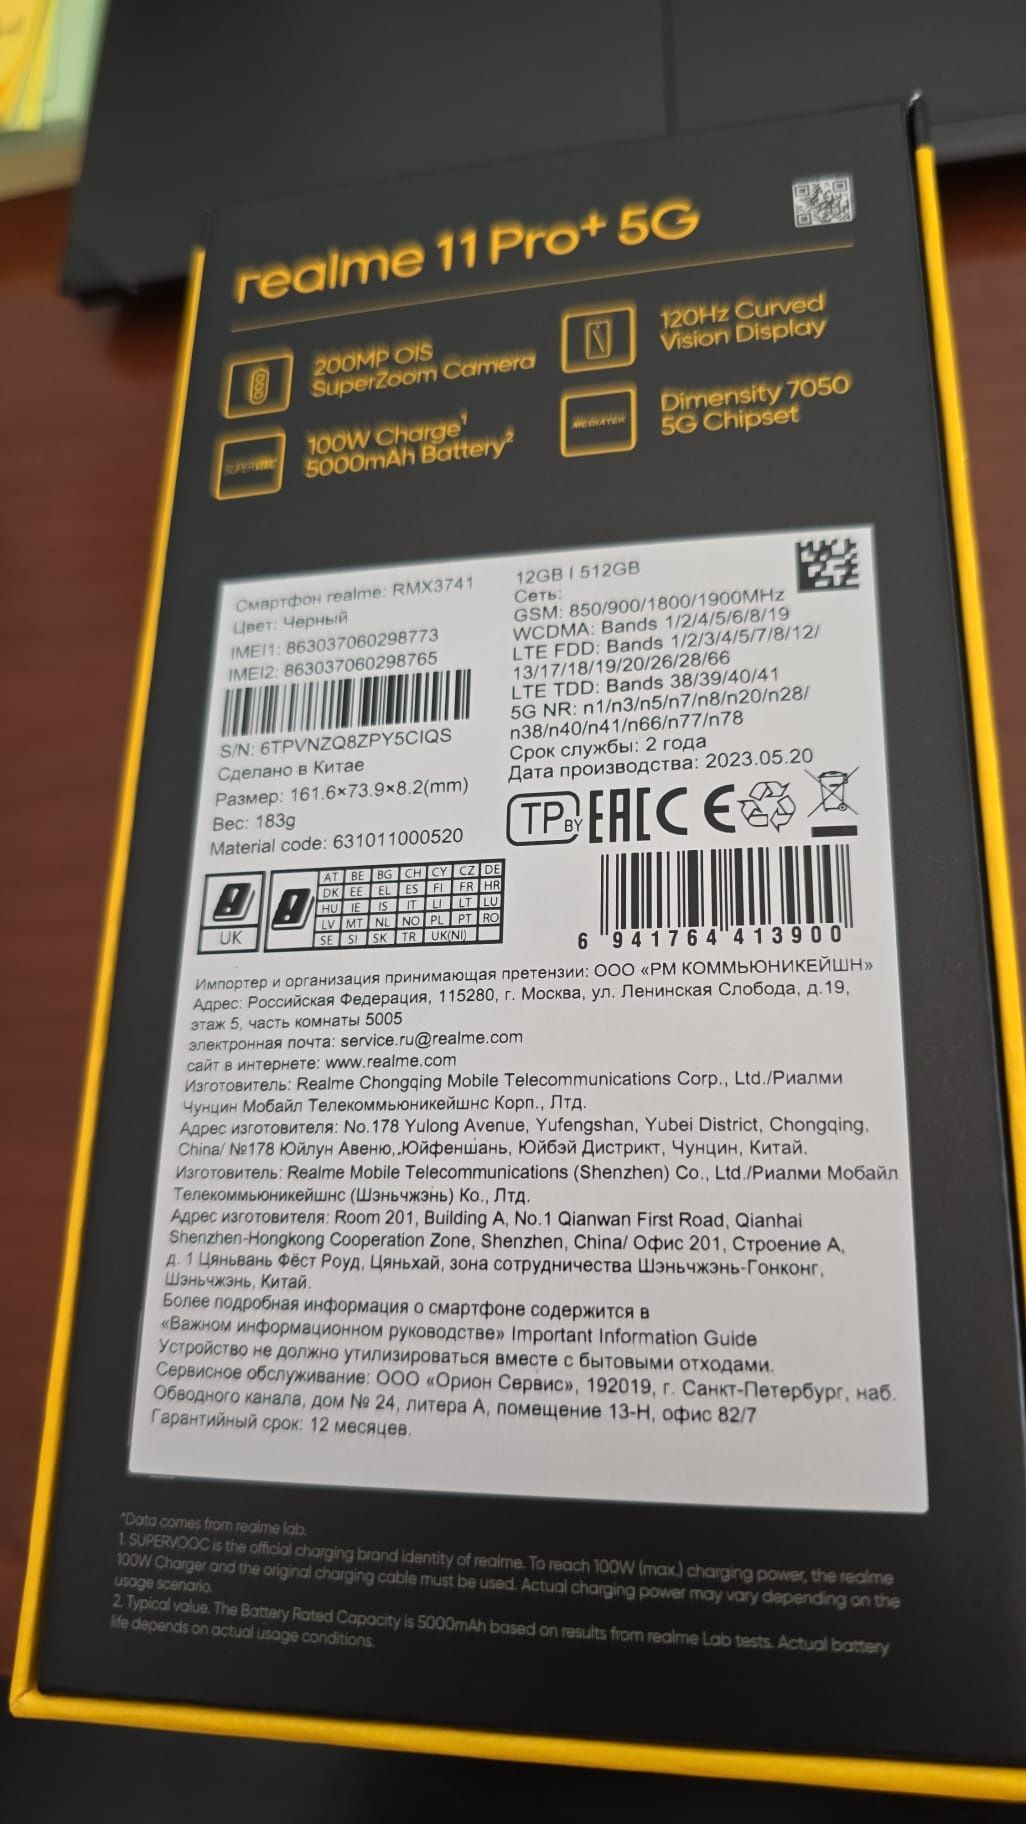 realme 11 Pro+ 5G
200MP OIS
SuperZoom Camera
120Hz Curved
Vision Display
100W Charge¹
5000mAh Battery²
SUPERVOOC
MEDIATEK
Dimensity 7050
5G Chipset
Смартфон realme: RMX3741
Цвет: Черный
IMEI1: 863037060298773
IMEI2: 863037060298765
S/N: 6TPVNZQ8ZPY5CIQS
Сделано в Китае
Размер: 161.6×73.9×8.2(mm)
Вес: 183g
Material code: 631011000520
12GB | 512GB
Сеть:
GSM: 850/900/1800/1900MHz
WCDMA: Bands 1/2/4/5/6/8/19
LTE FDD: Bands 1/2/3/4/5/7/8/12/
13/17/18/19/20/26/28/66
LTE TDD: Bands 38/39/40/41
5G NR: n1/n3/n5/n7/n8/n20/n28/
n38/n40/n41/n66/n77/n78
Срок службы: 2 года
Дата производства: 2023.05.20
TP BY EAC CE
UK
AT BE BG CH CY CZ DE
DK EE EL ES FI FR HR
HU IE IS IT LI LT LU
LV MT NL NO PL PT RO
SE SI SK TR UK(NI)
6 941764 413900
Импортер и организация принимающая претензии: ООО «РМ КОММЬЮНИКЕЙШН»
Адрес: Российская Федерация, 115280, г. Москва, ул. Ленинская Слобода, д.19,
этаж 5, часть комнаты 5005
электронная почта: service.ru@realme.com
сайт в интернете: www.realme.com
Изготовитель: Realme Chongqing Mobile Telecommunications Corp., Ltd./Риалми
Чунцин Мобайл Телекоммьюникейшнс Корп., Лтд.
Адрес изготовителя: No.178 Yulong Avenue, Yufengshan, Yubei District, Chongqing,
China/ №178 Юйлун Авеню,.Юйфеншань, Юйбэй Дистрикт, Чунцин, Китай.
Изготовитель: Realme Mobile Telecommunications (Shenzhen) Co., Ltd./Риалми Мобайл
Телекоммьюникейшнс (Шэньчжэнь) Ко., Лтд.
Адрес изготовителя: Room 201, Building A, No.1 Qianwan First Road, Qianhai
Shenzhen-Hongkong Cooperation Zone, Shenzhen, China/ Офис 201, Строение А,
д. 1 Цяньвань Фёст Роуд, Цяньхай, зона сотрудничества Шэньчжэнь-Гонконг,
Шэньчжэнь, Китай.
Более подробная информация о смартфоне содержится в
«Важном информационном руководстве» Important Information Guide
Устройство не должно утилизироваться вместе с бытовыми отходами.
Сервисное обслуживание: ООО «Орион Сервис», 192019, г. Санкт-Петербург, наб.
Обводного канала, дом № 24, литера А, помещение 13-Н, офис 82/7
Гарантийный срок: 12 месяцев.
*Data comes from realme lab.
1. SUPERVOOC is the official charging brand identity of realme. To reach 100W (max.) charging power, the realme
100W Charger and the original charging cable must be used. Actual charging power may vary depending on the
usage scenario.
2. Typical value. The Battery Rated Capacity is 5000mAh based on results from realme Lab tests. Actual battery
life depends on actual usage conditions.